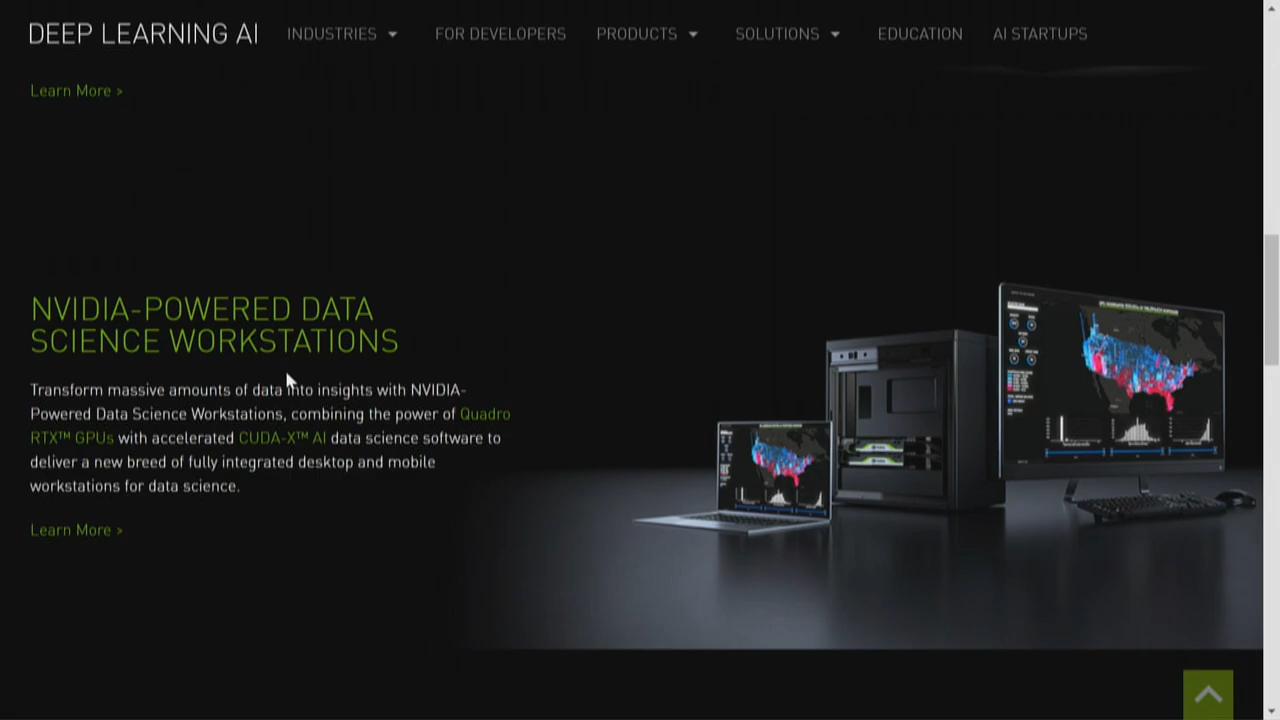 DEEP LEARNING AI INDUSTRIES FOR DEVELOPERS PRODUCTS SOLUTIONS EDUCATION AI STARTUPS
Learn More >
NVIDIA-POWERED DATA
SCIENCE WORKSTATIONS
Transform massive amounts of data into insights with NVIDIA-
Powered Data Science Workstations, combining the power of Quadro
RTX™ GPUs with accelerated CUDA-X™ AI data science software to
deliver a new breed of fully integrated desktop and mobile
workstations for data science.
Learn More >